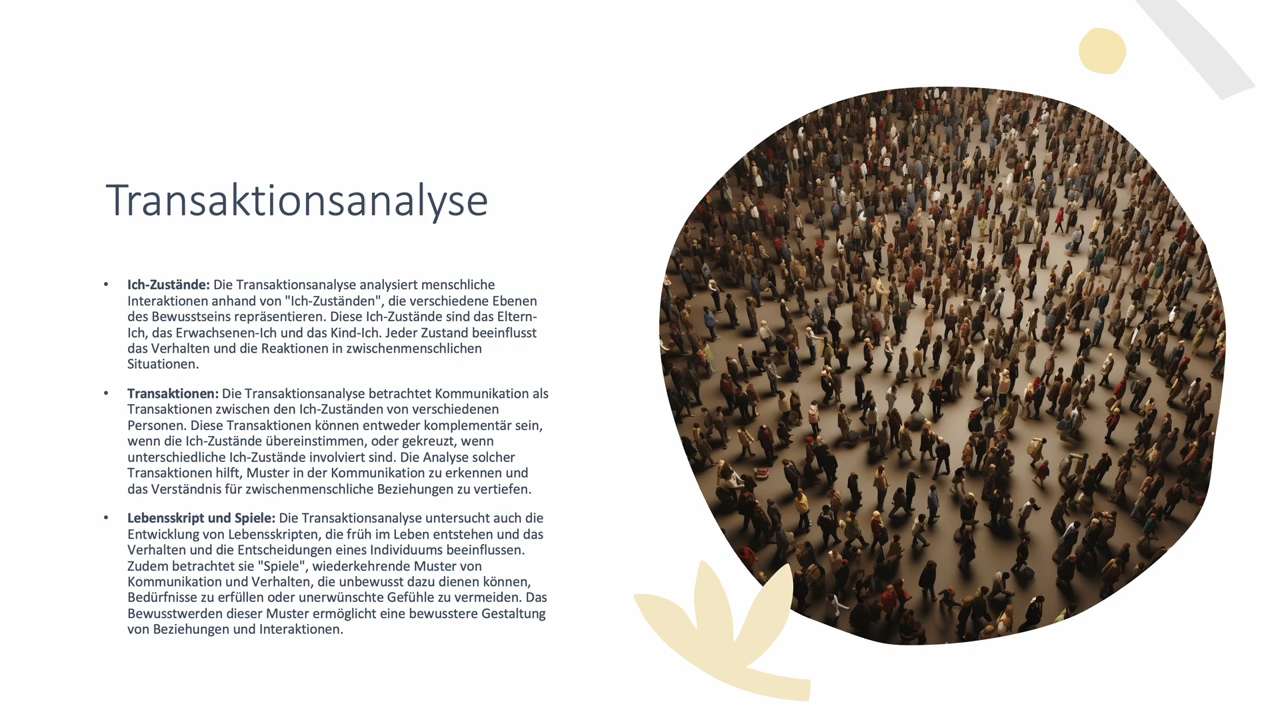 Transaktionsanalyse
• Ich-Zustände: Die Transaktionsanalyse analysiert menschliche
Interaktionen anhand von "Ich-Zuständen", die verschiedene Ebenen
des Bewusstseins repräsentieren. Diese Ich-Zustände sind das Eltern-
Ich, das Erwachsenen-Ich und das Kind-Ich. Jeder Zustand beeinflusst
das Verhalten und die Reaktionen in zwischenmenschlichen
Situationen.
• Transaktionen: Die Transaktionsanalyse betrachtet Kommunikation als
Transaktionen zwischen den Ich-Zuständen von verschiedenen
Personen. Diese Transaktionen können entweder komplementär sein,
wenn die Ich-Zustände übereinstimmen, oder gekreuzt, wenn
unterschiedliche Ich-Zustände involviert sind. Die Analyse solcher
Transaktionen hilft, Muster in der Kommunikation zu erkennen und
das Verständnis für zwischenmenschliche Beziehungen zu vertiefen.
• Lebensskript und Spiele: Die Transaktionsanalyse untersucht auch die
Entwicklung von Lebensskripten, die früh im Leben entstehen und das
Verhalten und die Entscheidungen eines Individuums beeinflussen.
Zudem betrachtet sie "Spiele", wiederkehrende Muster von
Kommunikation und Verhalten, die unbewusst dazu dienen können,
Bedürfnisse zu erfüllen oder unerwünschte Gefühle zu vermeiden. Das
Bewusstwerden dieser Muster ermöglicht eine bewusstere Gestaltung
von Beziehungen und Interaktionen.